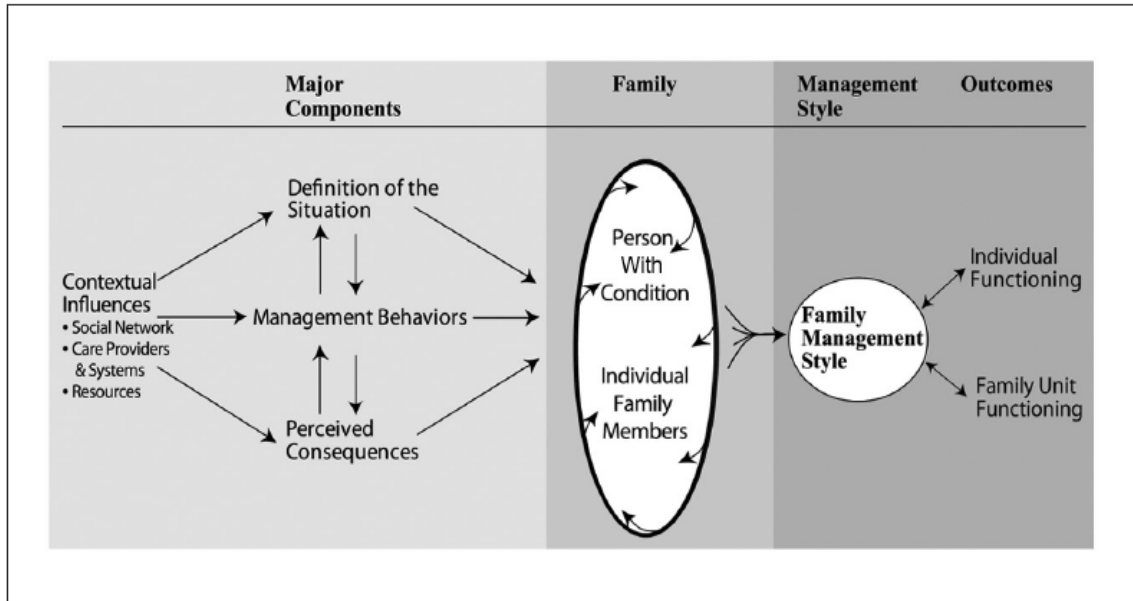 Major
Components
Family
Management
Style
Outcomes
Definition of the
Situation
Contextual
Influences
• Social Network
• Care Providers
& Systems
• Resources
Management Behaviors
Perceived
Consequences
Person
With
Condition
Individual
Family
Members
Family
Management
Style
Individual
Functioning
Family Unit
Functioning